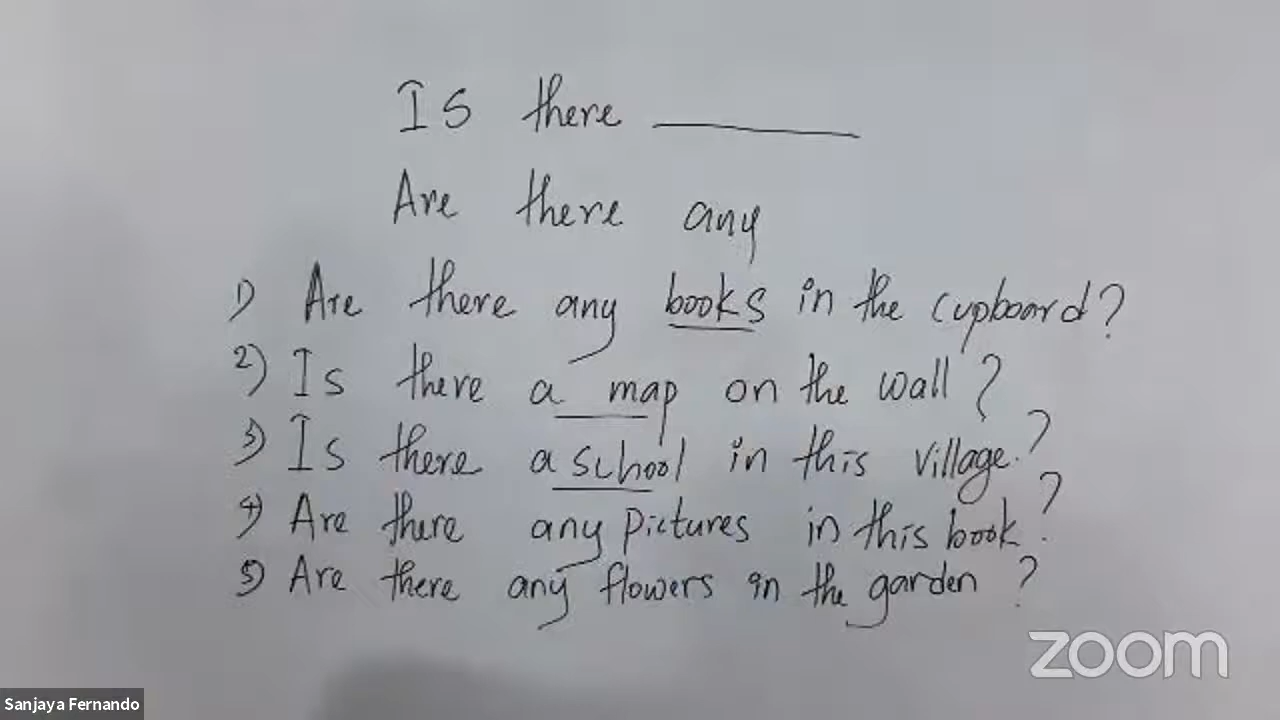 Is there ______
Are there any
1) Are there any books in the cupboard?
2) Is there a map on the wall?
3) Is there a school in this village?
4) Are there any pictures in this book?
5) Are there any flowers in the garden?
zoom
Sanjaya Fernando